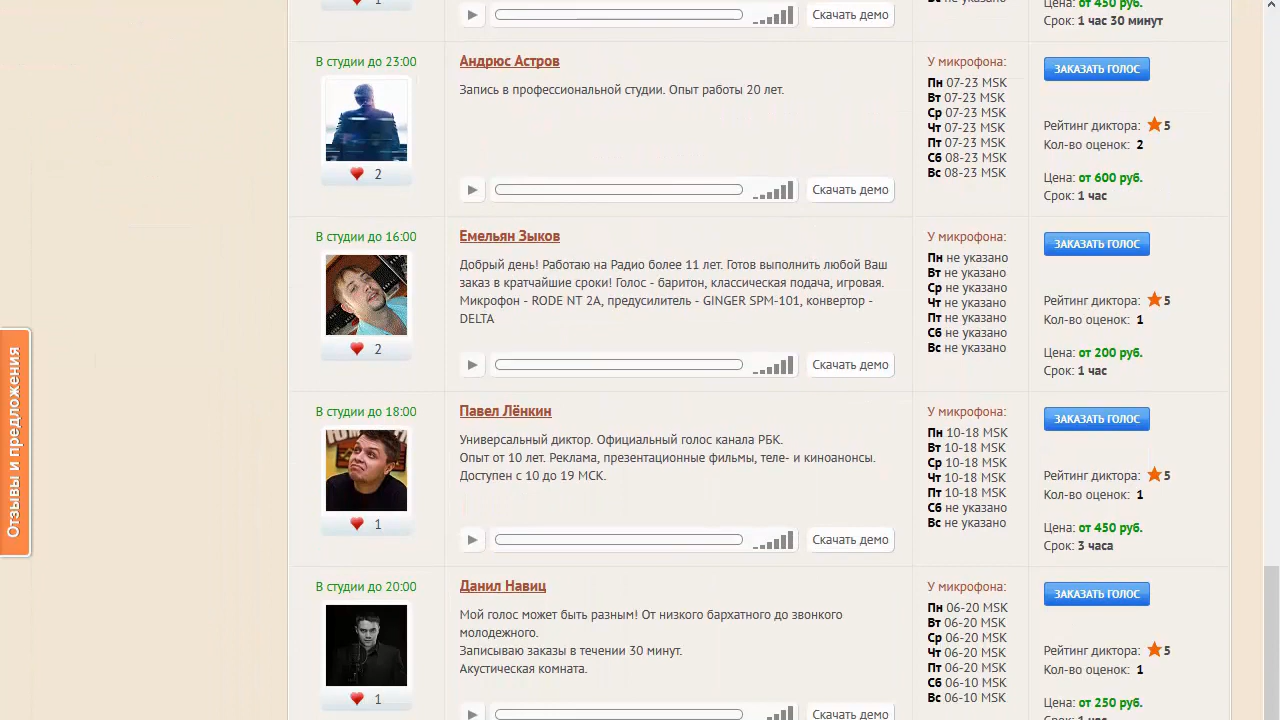 1
Скачать демо
Вс не указано
Цена: от 450 руб.
Срок: 1 час 30 минут
В студии до 23:00
2
Андрюс Астров
Запись в профессиональной студии. Опыт работы 20 лет.
Скачать демо
У микрофона:
Пн 07-23 MSK
Вт 07-23 MSK
Ср 07-23 MSK
Чт 07-23 MSK
Пт 07-23 MSK
Сб 08-23 MSK
Вс 08-23 MSK
ЗАКАЗАТЬ ГОЛОС
Рейтинг диктора: 5
Кол-во оценок: 2
Цена: от 600 руб.
Срок: 1 час
В студии до 16:00
2
Емельян Зыков
Добрый день! Работаю на Радио более 11 лет. Готов выполнить любой Ваш
заказ в кратчайшие сроки! Голос - баритон, классическая подача, игровая.
Микрофон - RODE NT 2A, предусилитель - GINGER SPM-101, конвертор -
DELTA
Скачать демо
У микрофона:
Пн не указано
Вт не указано
Ср не указано
Чт не указано
Пт не указано
Сб не указано
Вс не указано
ЗАКАЗАТЬ ГОЛОС
Рейтинг диктора: 5
Кол-во оценок: 1
Цена: от 200 руб.
Срок: 1 час
В студии до 18:00
1
Павел Лёнкин
Универсальный диктор. Официальный голос канала РБК.
Опыт от 10 лет. Реклама, презентационные фильмы, теле- и киноанонсы.
Доступен с 10 до 19 МСК.
Скачать демо
У микрофона:
Пн 10-18 MSK
Вт 10-18 MSK
Ср 10-18 MSK
Чт 10-18 MSK
Пт 10-18 MSK
Сб не указано
Вс не указано
ЗАКАЗАТЬ ГОЛОС
Рейтинг диктора: 5
Кол-во оценок: 1
Цена: от 450 руб.
Срок: 3 часа
В студии до 20:00
1
Данил Навиц
Мой голос может быть разным! От низкого бархатного до звонкого
молодежного.
Записываю заказы в течении 30 минут.
Акустическая комната.
Скачать демо
У микрофона:
Пн 06-20 MSK
Вт 06-20 MSK
Ср 06-20 MSK
Чт 06-20 MSK
Пт 06-20 MSK
Сб 06-10 MSK
Вс 06-10 MSK
ЗАКАЗАТЬ ГОЛОС
Рейтинг диктора: 5
Кол-во оценок: 1
Цена: от 250 руб.
Срок: 1 час
Отзывы и предложения